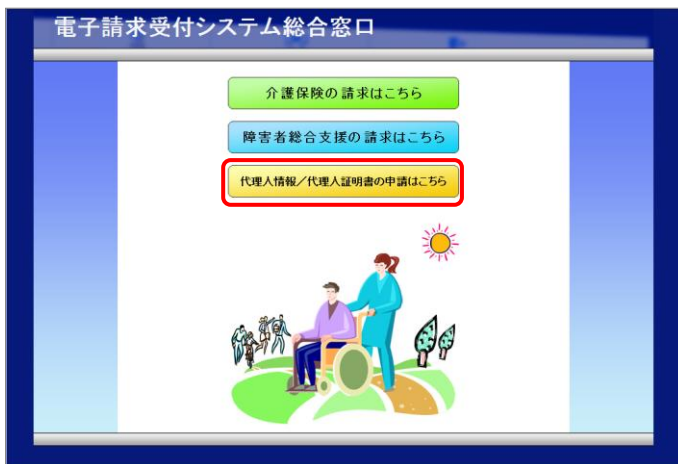 電子請求受付システム総合窓口
介護保険の請求はこちら
障害者総合支援の請求はこちら
代理人情報／代理人証明書の申請はこちら